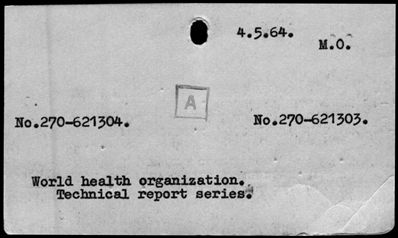 4.5.64.
M.O.
A
No.270-621304. No.270-621303.
World health organization.
Technical report series.